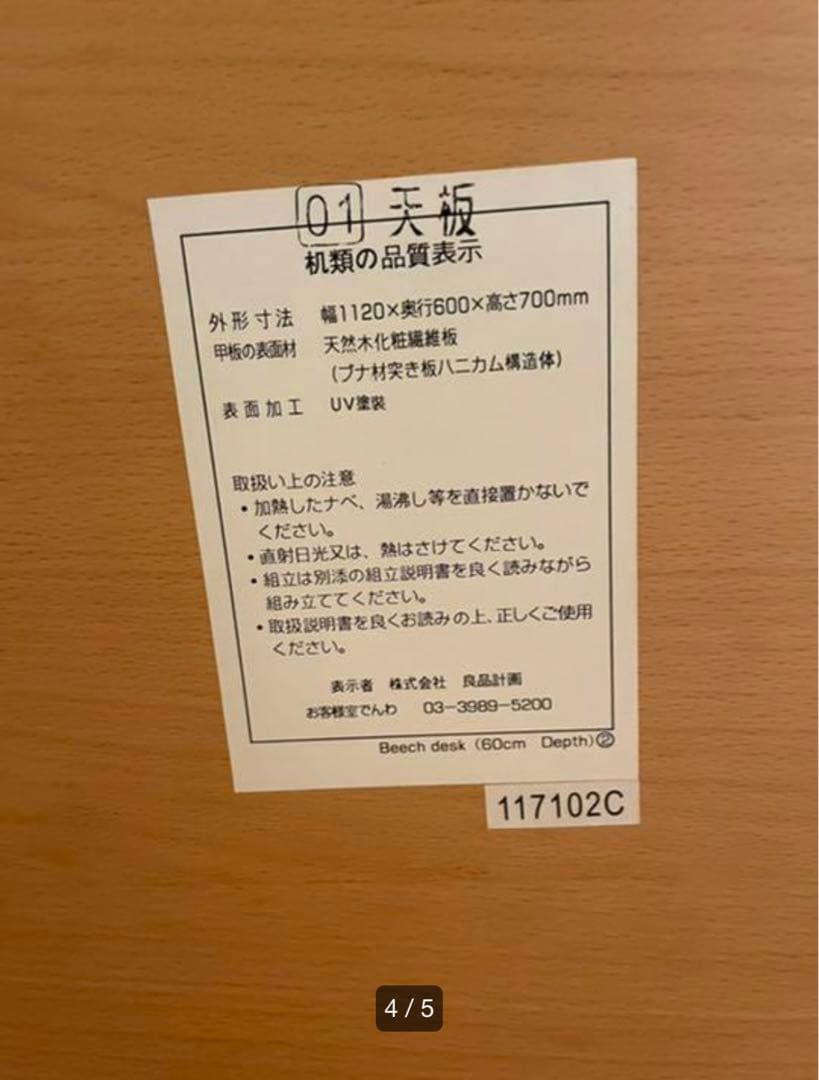 01 天板
机類の品質表示
外形寸法 幅1120×奥行600×高さ700mm
甲板の表面材 天然木化粧繊維板
(ブナ材突き板ハニカム構造体)
表面加工 UV塗装
取扱い上の注意
•加熱したナベ、湯沸し等を直接置かないで
ください。
•直射日光又は、熱はさけてください。
•組立は別添の組立説明書を良く読みながら
組み立ててください。
•取扱説明書を良くお読みの上、正しくご使用
ください。
表示者 株式会社 良品計画
お客様室でんわ 03-3989-5200
Beech desk (60cm Depth)②
117102C
4 / 5